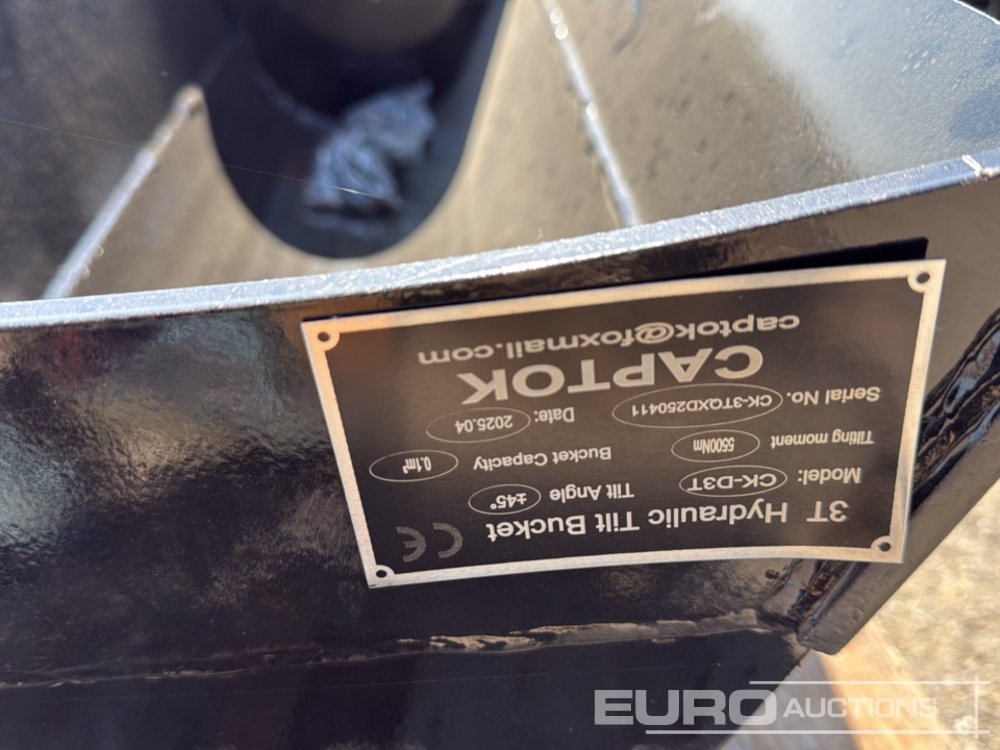 3T Hydraulic Tilt Bucket CE
Model: CK-D3T Tilt Angle ±45°
Tilting moment 5500Nm Bucket Capacity 0.1m³
Serial No. CK-3TQXD250411 Date: 2025.04
CAPTOK
captok@foxmail.com
EURO AUCTIONS